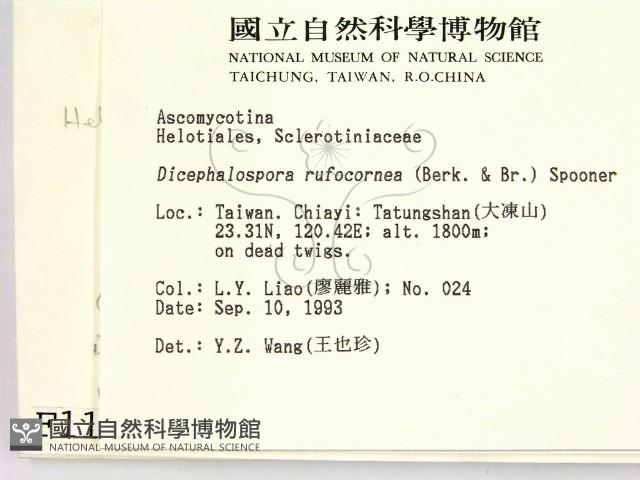 國立自然科學博物館
NATIONAL MUSEUM OF NATURAL SCIENCE
TAICHUNG, TAIWAN, R.O.CHINA
Ascomycotina
Helotiales, Sclerotiniaceae
Dicephalospora rufocornea (Berk. & Br.) Spooner
Loc.: Taiwan. Chiayi: Tatungshan(大凍山)
23.31N, 120.42E; alt. 1800m;
on dead twigs.
Col.: L.Y. Liao(廖麗雅); No. 024
Date: Sep. 10, 1993
Det.: Y.Z. Wang(王也珍)
He
F11
國立自然科學博物館
NATIONAL MUSEUM OF NATURAL SCIENCE